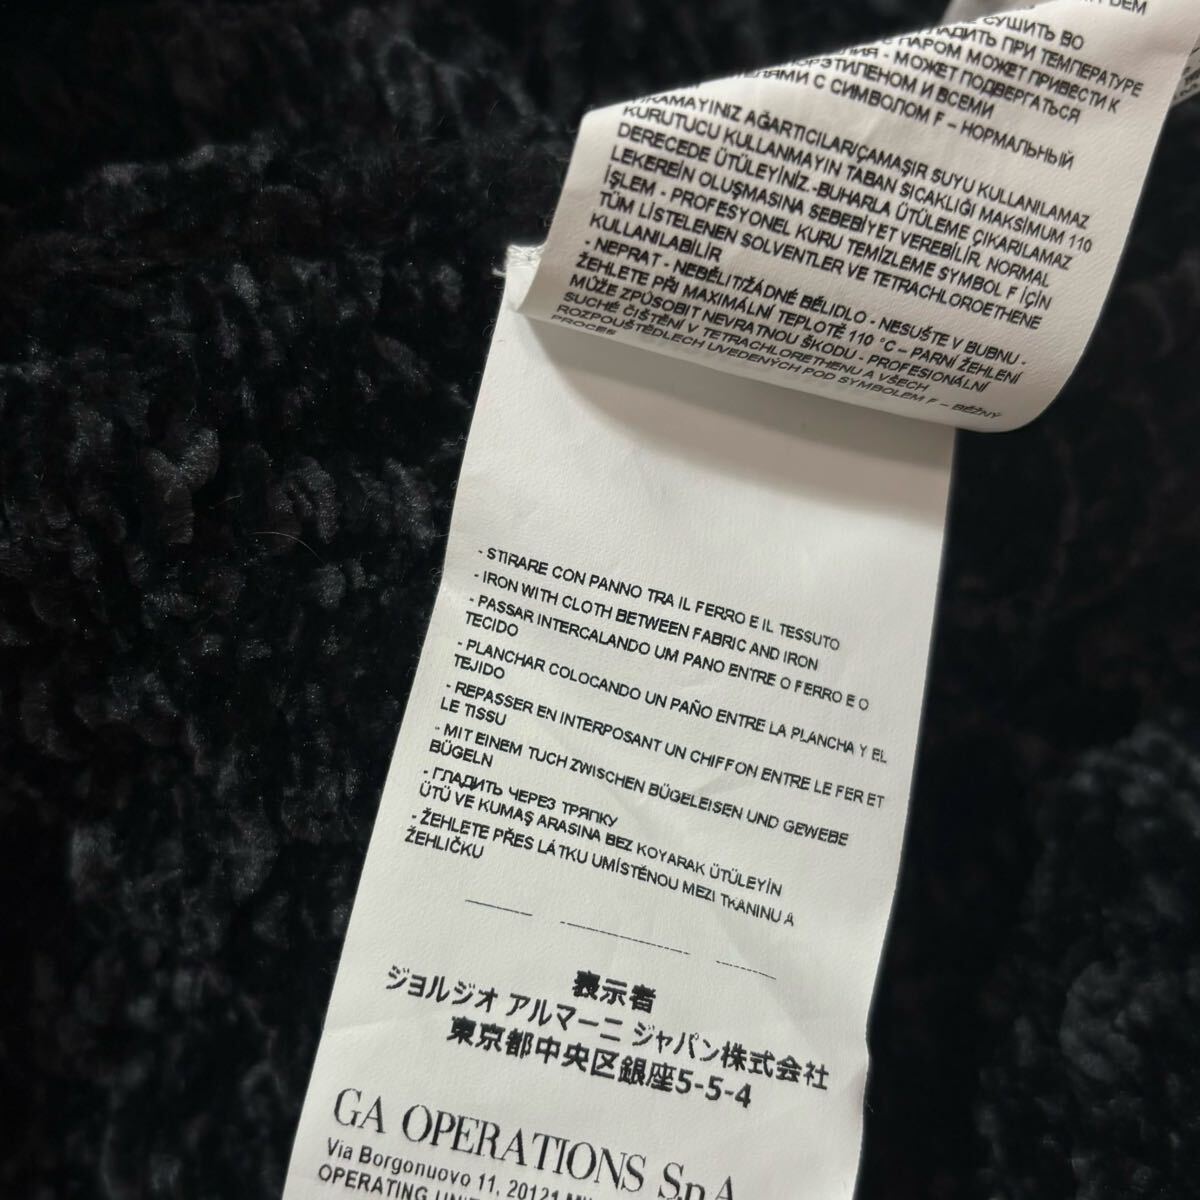 DEM
СУШИТЬ ВО
ГЛАДИТЬ ПРИ ТЕМПЕРАТУРЕ
С ПАРОМ МОЖЕТ ПРИВЕСТИ К
- МОЖЕТ ПОДВЕРГАТЬСЯ
И ВСЕМИ
С СИМВОЛОМ F – НОРМАЛЬНЫЙ
YIKAMAYINIZ AĞARTICILAR/ÇAMAŞIR SUYU KULLANILAMAZ
KURUTUCU KULLANMAYIN TABAN SICAKLIĞI MAKSİMUM 110
DERECEDE ÜTÜLEYİNİZ.-BUHARLA ÜTÜLEME ÇIKARILAMAZ
LEKEREİN OLUŞMASINA SEBEBİYET VEREBİLİR. NORMAL
İŞLEM - PROFESYONEL KURU TEMİZLEME SYMBOL F İÇİN
TÜM LİSTELENEN SOLVENTLER VE TETRACHLOROETHENE
KULLANILABİLİR
- NEPRAT - NEBĚLIT/ŽÁDNÉ BĚLIDLO - NESUŠTE V BUBNU -
ŽEHLETE PŘI MAXIMÁLNÍ TEPLOTĚ 110 °C – PARNÍ ŽEHLENÍ
MŮŽE ZPŮSOBIT NEVRATNOU ŠKODU - PROFESIONÁLNÍ
SUCHÉ ČIŠTĚNÍ V TETRACHLORETHENU A VŠECH
ROZPOUŠTĚDLECH UVEDENÝCH POD SYMBOLEM F – BĚŽNÝ
PROCES
- STIRARE CON PANNO TRA IL FERRO E IL TESSUTO
- IRON WITH CLOTH BETWEEN FABRIC AND IRON
- PASSAR INTERCALANDO UM PANO ENTRE O FERRO E O
TECIDO
- PLANCHAR COLOCANDO UN PAÑO ENTRE LA PLANCHA Y EL
TEJIDO
- REPASSER EN INTERPOSANT UN CHIFFON ENTRE LE FER ET
LE TISSU
- MIT EINEM TUCH ZWISCHEN BÜGELEISEN UND GEWEBE
BÜGELN
- ГЛАДИТЬ ЧЕРЕЗ ТРЯПКУ
ÜTÜ VE KUMAŞ ARASINA BEZ KOYARAK ÜTÜLEYİN
- ŽEHLETE PŘES LÁTKU UMÍSTĚNOU MEZI TKANINU A
ŽEHLIČKU
表示者
ジョルジオ アルマーニ ジャパン株式会社
東京都中央区銀座5-5-4
GA OPERATIONS S.p.A.
Via Borgonuovo 11, 20121
OPERATING